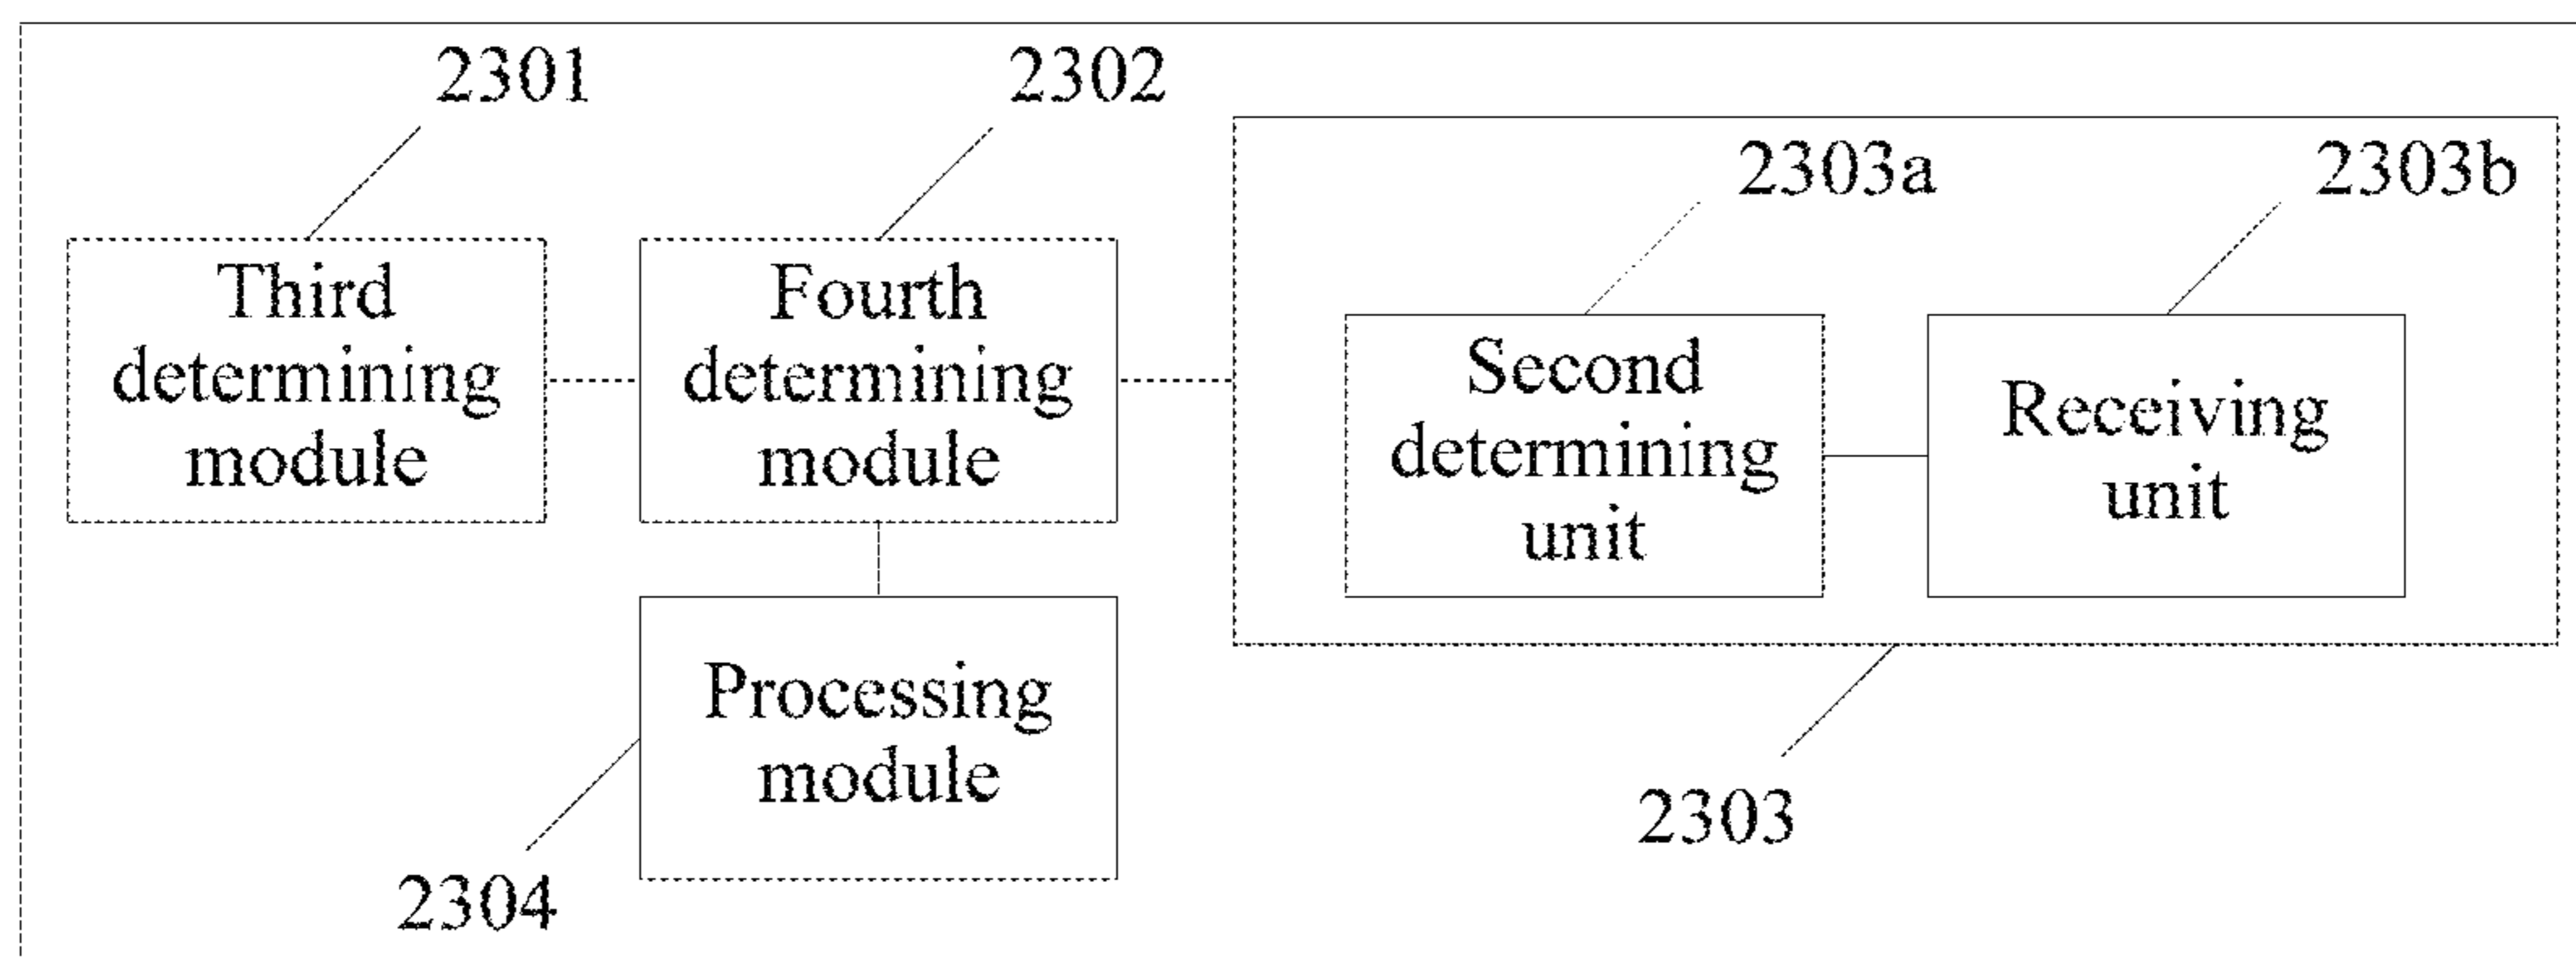 2301
2302
2303a
2303b
Third
determining
module
Fourth
determining
module
Second
determining
unit
Receiving
unit
Processing
module
2303
2304